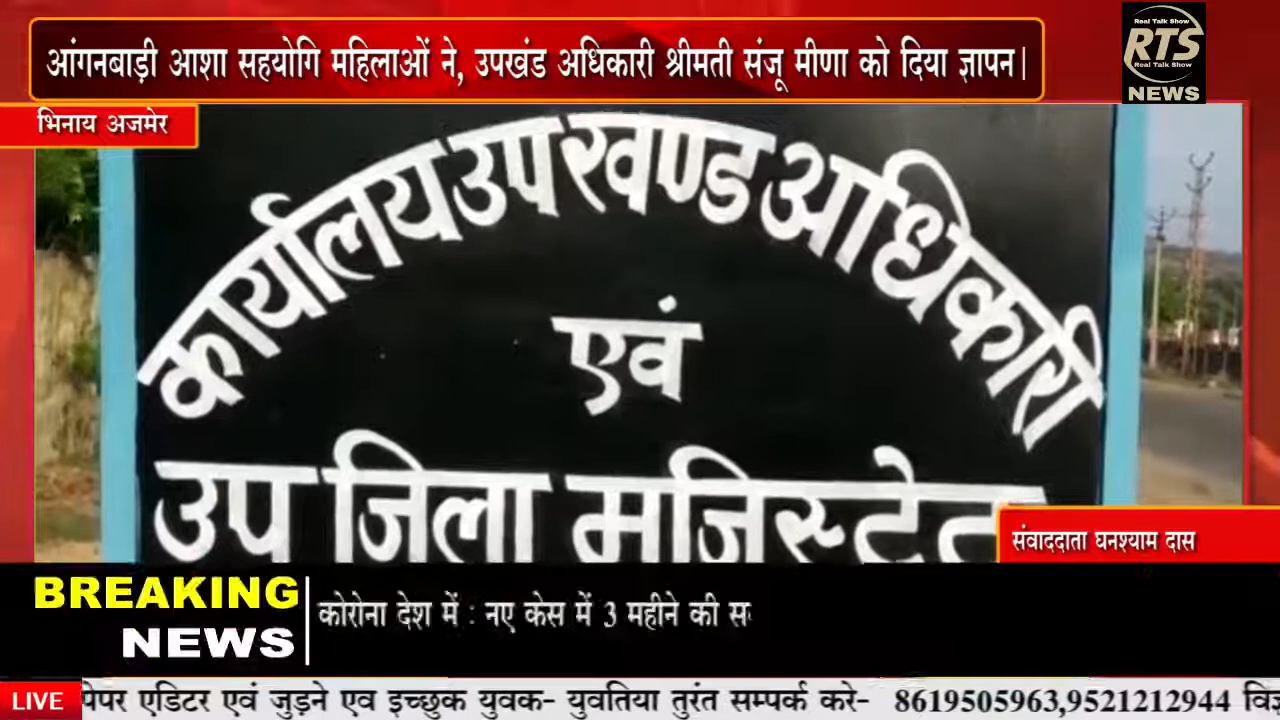 आंगनबाड़ी आशा सहयोगि महिलाओं ने, उपखंड अधिकारी श्रीमती संजू मीणा को दिया ज्ञापन|
Real Talk Show
RTS
Real Talk Show
NEWS
भिनाय अजमेर
कार्यालय उपखण्ड अधिकारी
एवं
उप जिला
संवाददाता घनश्याम दास
BREAKING
NEWS
कोरोना देश में : नए केस में 3 महीने की
LIVE
पेपर एडिटर एवं जुड़ने एव इच्छुक युवक- युवतिया तुरंत सम्पर्क करे- 8619505963,9521212944